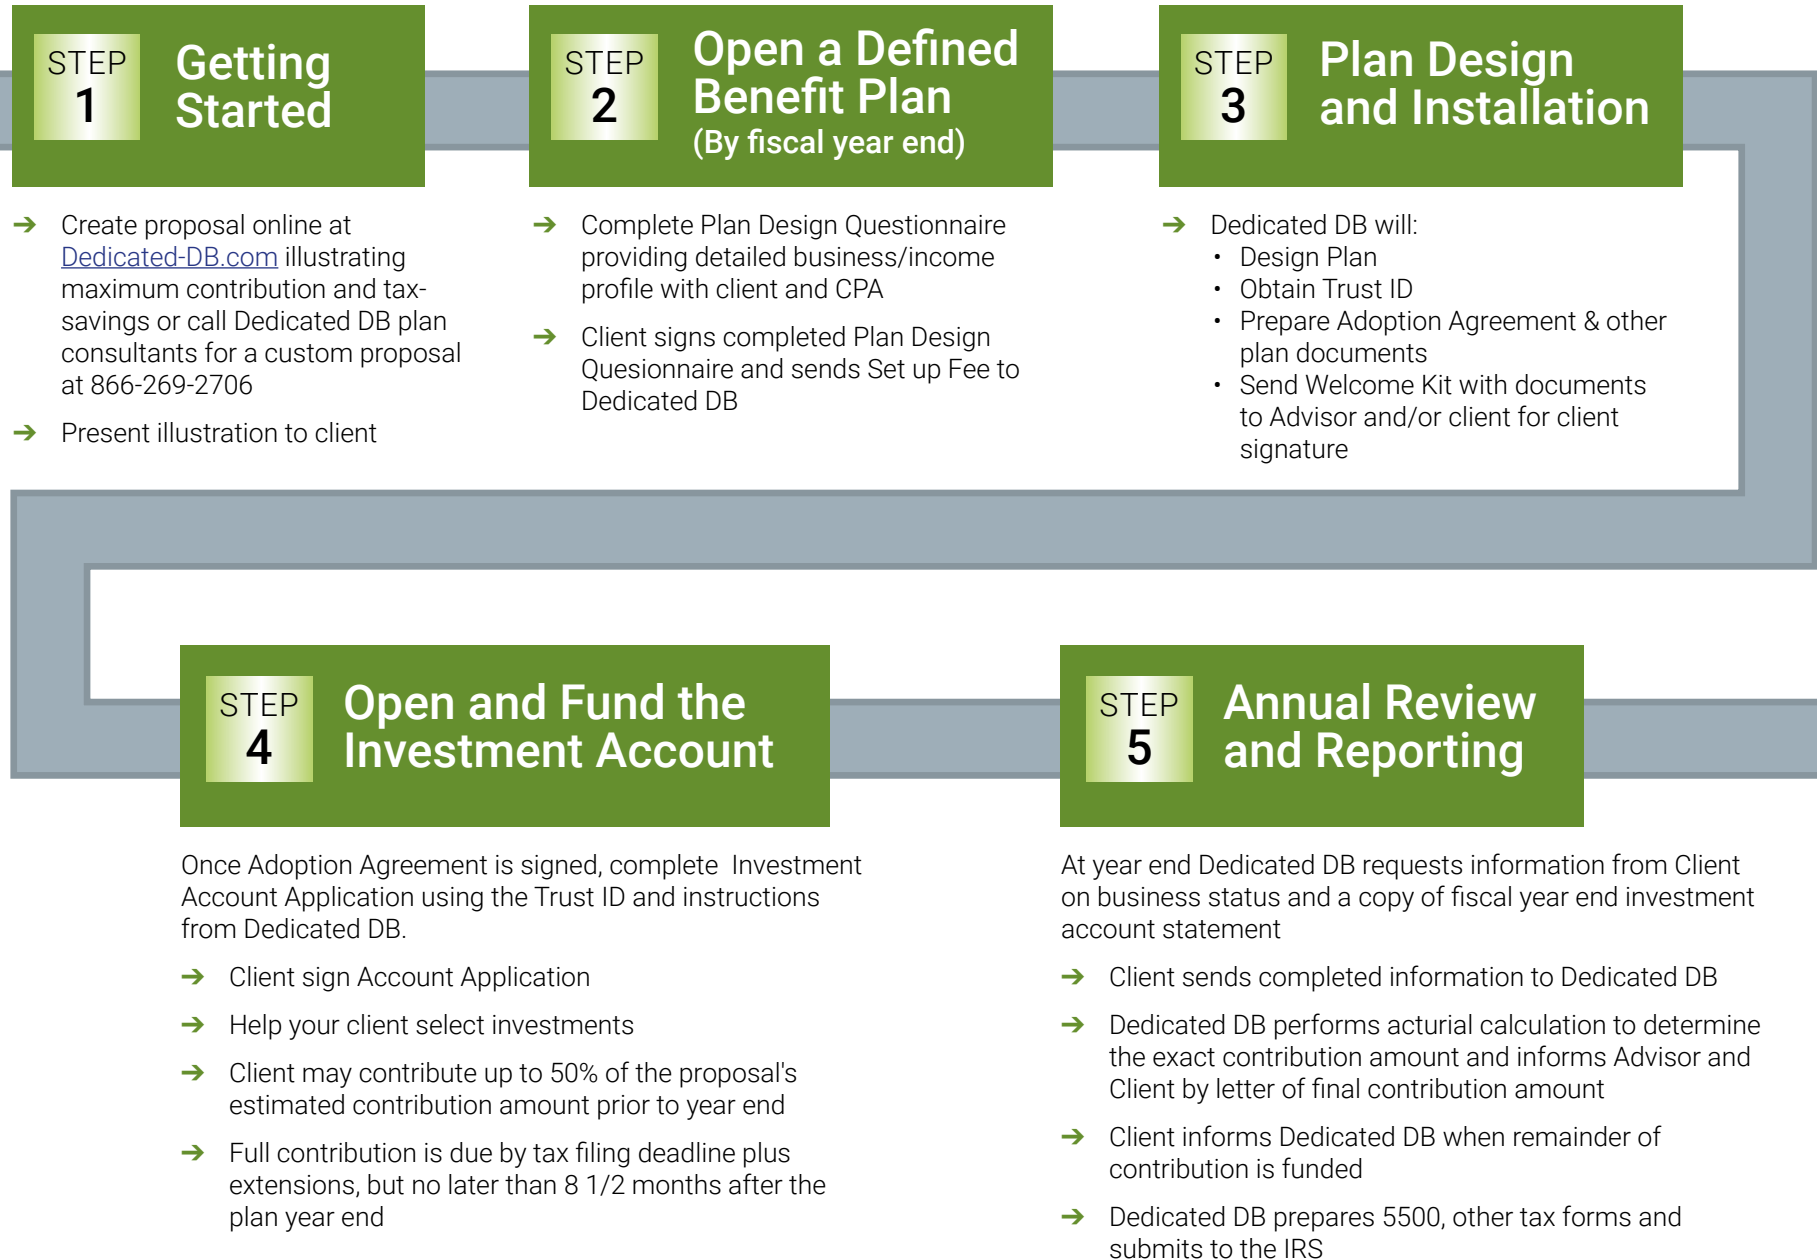 STEP
1
Getting
Started
➔ Create proposal online at
Dedicated-DB.com illustrating
maximum contribution and tax-
savings or call Dedicated DB plan
consultants for a custom proposal
at 866-269-2706
➔ Present illustration to client
STEP
2
Open a Defined
Benefit Plan
(By fiscal year end)
➔ Complete Plan Design Questionnaire
providing detailed business/income
profile with client and CPA
➔ Client signs completed Plan Design
Quesionnaire and sends Set up Fee to
Dedicated DB
STEP
3
Plan Design
and Installation
➔ Dedicated DB will:
• Design Plan
• Obtain Trust ID
• Prepare Adoption Agreement & other
plan documents
• Send Welcome Kit with documents
to Advisor and/or client for client
signature
STEP
4
Open and Fund the
Investment Account
Once Adoption Agreement is signed, complete Investment
Account Application using the Trust ID and instructions
from Dedicated DB.
➔ Client sign Account Application
➔ Help your client select investments
➔ Client may contribute up to 50% of the proposal's
estimated contribution amount prior to year end
➔ Full contribution is due by tax filing deadline plus
extensions, but no later than 8 1/2 months after the
plan year end
STEP
5
Annual Review
and Reporting
At year end Dedicated DB requests information from Client
on business status and a copy of fiscal year end investment
account statement
➔ Client sends completed information to Dedicated DB
➔ Dedicated DB performs acturial calculation to determine
the exact contribution amount and informs Advisor and
Client by letter of final contribution amount
➔ Client informs Dedicated DB when remainder of
contribution is funded
➔ Dedicated DB prepares 5500, other tax forms and
submits to the IRS